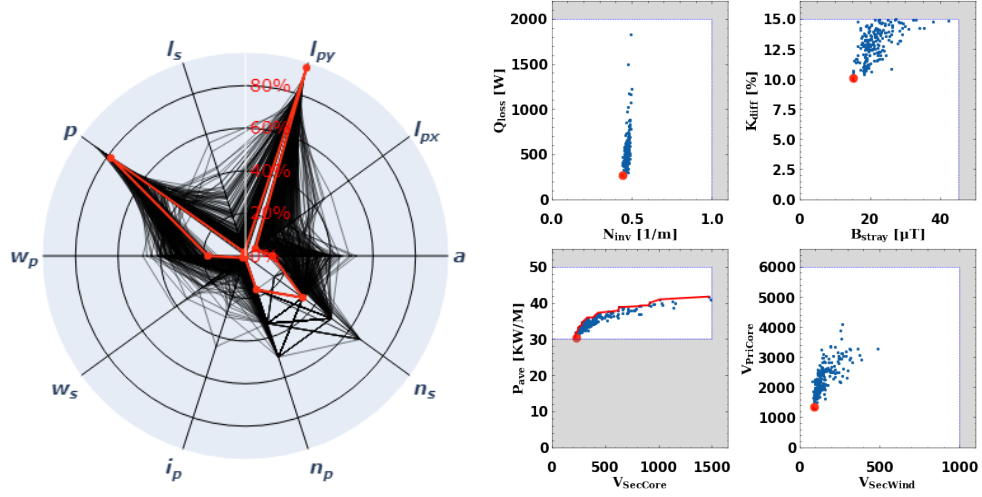 l_s
l_py
p
l_px
w_p
a
w_s
n_s
i_p
n_p
80%
60%
40%
20%
0%
2000
1500
1000
500
0
Q_loss [W]
0.0
0.5
1.0
N_inv [1/m]
15.0
12.5
10.0
7.5
5.0
2.5
0.0
K_diff [%]
0
20
40
B_stray [μT]
50
40
30
20
10
0
P_ave [KW/M]
0
500
1000
1500
V_SecCore
6000
5000
4000
3000
2000
1000
0
V_PriCore
0
500
1000
V_SecWind